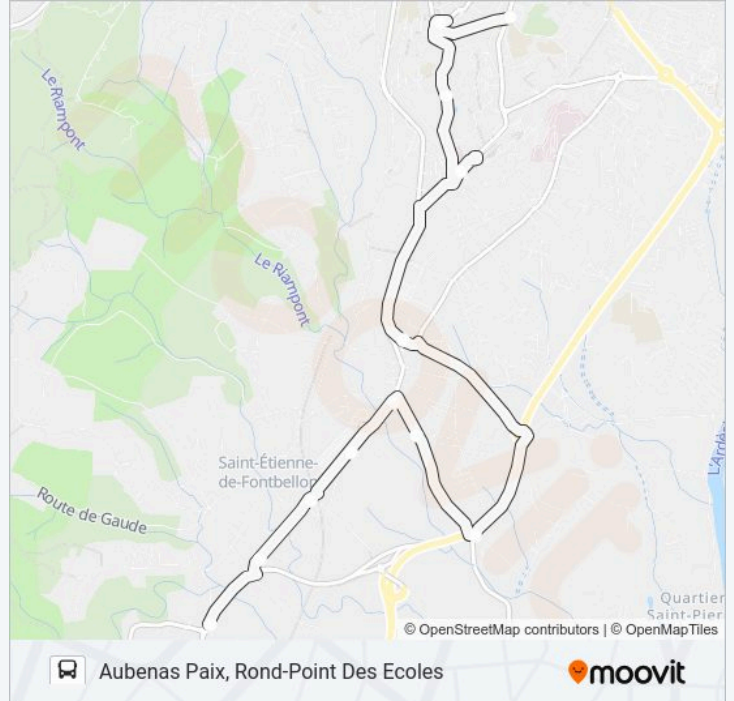 Le Riampont
Le Riampont
Saint-Étienne-
de-Fontbellon
Route de Gaude
L'Ardèc
Quartier
Saint-Pier
© OpenStreetMap contributors | © OpenMapTiles
Aubenas Paix, Rond-Point Des Ecoles
moovit